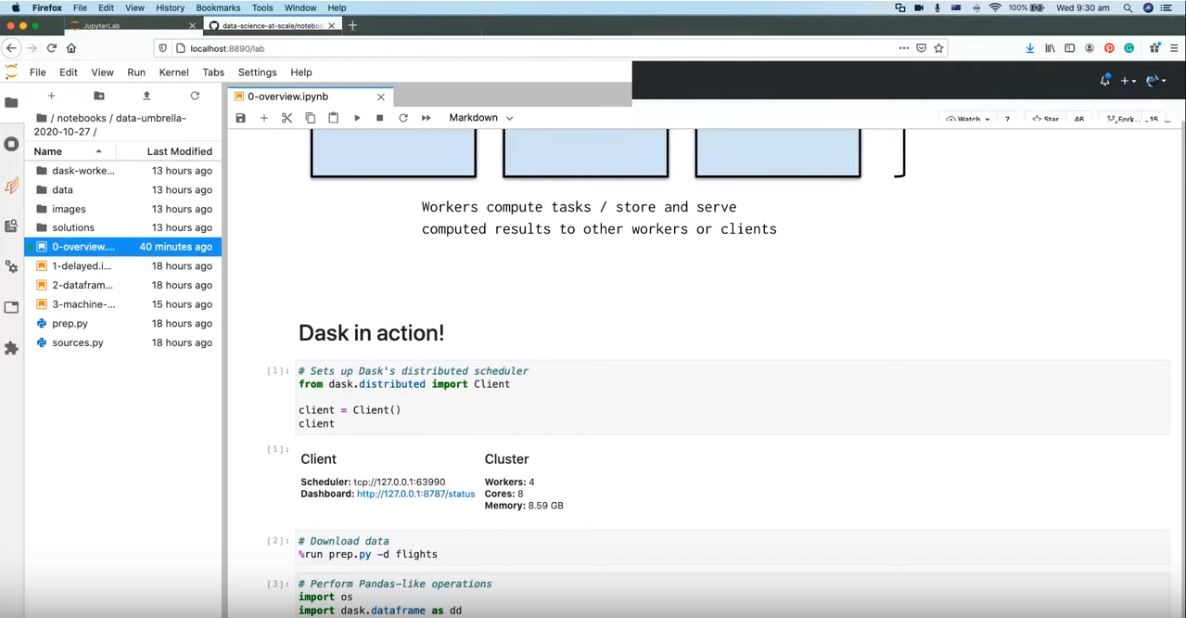 Firefox File Edit View History Bookmarks Tools Window Help 100% Wed 9:30 am
JupyterLab data-science-at-scale/noteboo
localhost:8890/lab
File Edit View Run Kernel Tabs Settings Help
0-overview.ipynb
/ notebooks / data-umbrella-
2020-10-27 /
Markdown
Watch 7 Star 46 Fork 15
Name Last Modified
dask-worke... 13 hours ago
data 13 hours ago
images 13 hours ago
solutions 13 hours ago
0-overview.... 40 minutes ago
1-delayed.i... 18 hours ago
2-datafram... 18 hours ago
3-machine-... 15 hours ago
prep.py 18 hours ago
sources.py 18 hours ago
Workers compute tasks / store and serve
computed results to other workers or clients
Dask in action!
[1]: # Sets up Dask's distributed scheduler
from dask.distributed import Client
client = Client()
client
[1]:
Client Cluster
Scheduler: tcp://127.0.0.1:63990 Workers: 4
Dashboard: http://127.0.0.1:8787/status Cores: 8
Memory: 8.59 GB
[2]: # Download data
%run prep.py -d flights
[3]: # Perform Pandas-like operations
import os
import dask.dataframe as dd